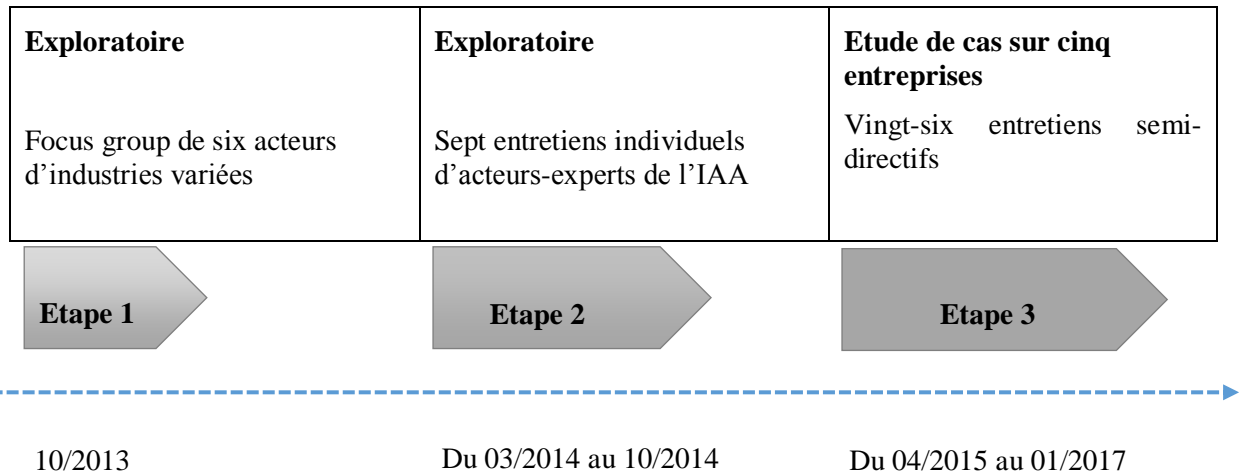 Exploratoire
Focus group de six acteurs
d’industries variées
Exploratoire
Sept entretiens individuels
d’acteurs-experts de l’IAA
Etude de cas sur cinq
entreprises
Vingt-six entretiens semi-
directifs
Etape 1
Etape 2
Etape 3
10/2013
Du 03/2014 au 10/2014
Du 04/2015 au 01/2017